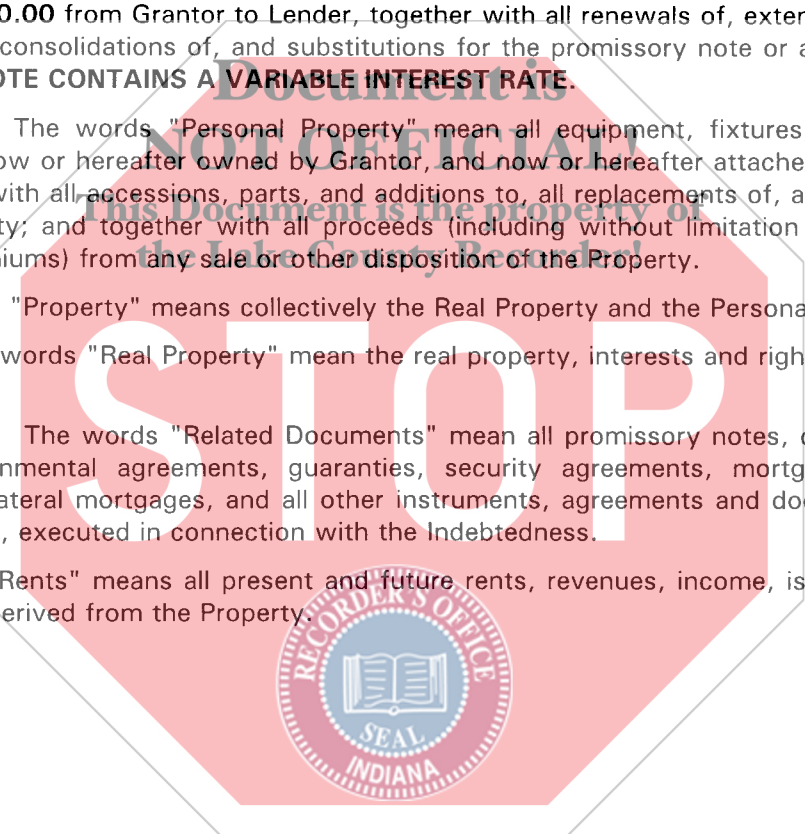 0.00 from Grantor to Lender, together with all renewals of, exten
consolidations of, and substitutions for the promissory note or a
OTE CONTAINS A VARIABLE INTEREST RATE.
Document is
The words "Personal Property" mean all equipment, fixtures
NOT OFFICIAL!
ow or hereafter owned by Grantor, and now or hereafter attache
with all accessions, parts, and additions to, all replacements of, a
This Document is the property of
ty; and together with all proceeds (including without limitation
the Lake County Recorder!
iums) from any sale or other disposition of the Property.
"Property" means collectively the Real Property and the Persona
words "Real Property" mean the real property, interests and righ
STOP
The words "Related Documents" mean all promissory notes, c
nmental agreements, guaranties, security agreements, mortg
lateral mortgages, and all other instruments, agreements and do
, executed in connection with the Indebtedness.
Rents" means all present and future rents, revenues, income, is
erived from the Property.
RECORDER'S OFFICE
SEAL
INDIANA